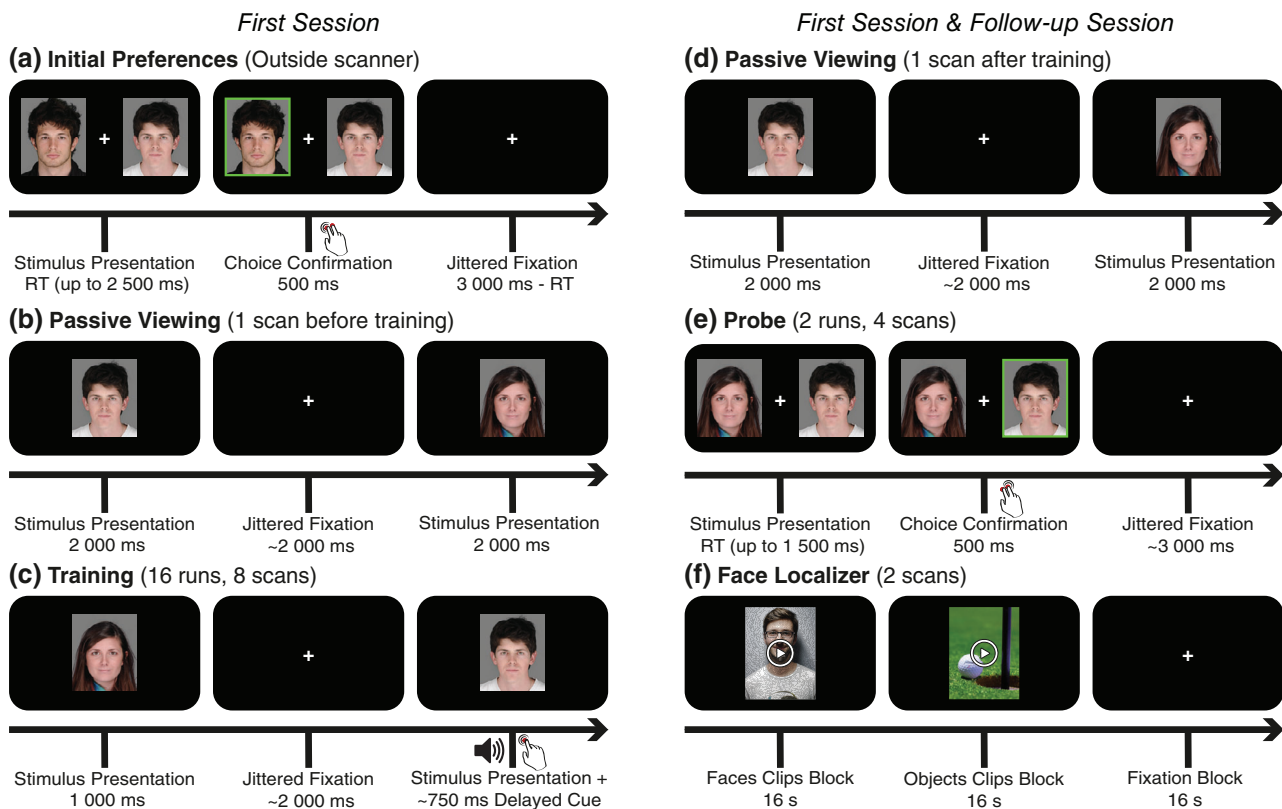 First Session
(a) Initial Preferences (Outside scanner)
Stimulus Presentation
RT (up to 2 500 ms)
Choice Confirmation
500 ms
Jittered Fixation
3 000 ms - RT
(b) Passive Viewing (1 scan before training)
Stimulus Presentation
2 000 ms
Jittered Fixation
~2 000 ms
Stimulus Presentation
2 000 ms
(c) Training (16 runs, 8 scans)
Stimulus Presentation
1 000 ms
Jittered Fixation
~2 000 ms
Stimulus Presentation +
~750 ms Delayed Cue
First Session & Follow-up Session
(d) Passive Viewing (1 scan after training)
Stimulus Presentation
2 000 ms
Jittered Fixation
~2 000 ms
Stimulus Presentation
2 000 ms
(e) Probe (2 runs, 4 scans)
Stimulus Presentation
RT (up to 1 500 ms)
Choice Confirmation
500 ms
Jittered Fixation
~3 000 ms
(f) Face Localizer (2 scans)
Faces Clips Block
16 s
Objects Clips Block
16 s
Fixation Block
16 s